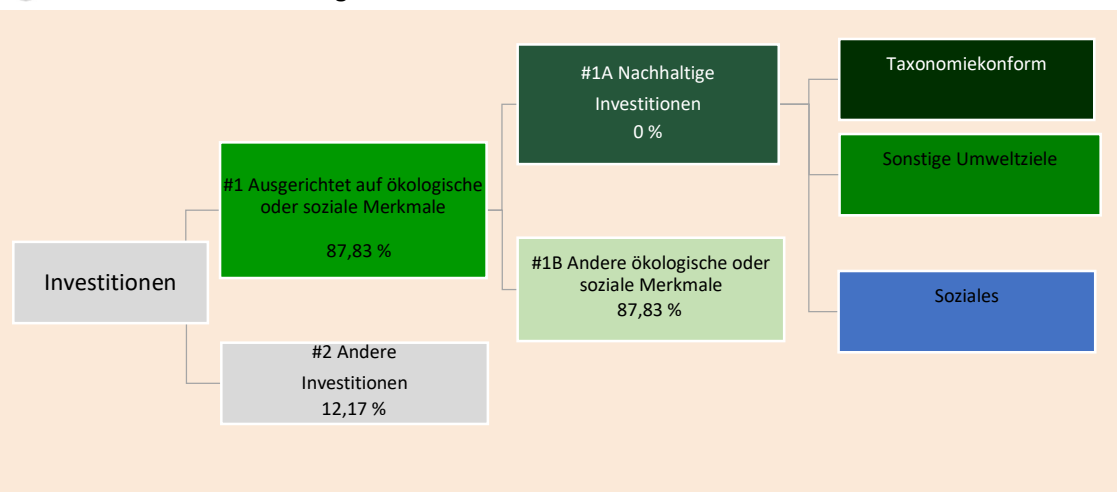 Investitionen
#1 Ausgerichtet auf ökologische
oder soziale Merkmale
87,83 %
#2 Andere
Investitionen
12,17 %
#1A Nachhaltige
Investitionen
0 %
#1B Andere ökologische oder
soziale Merkmale
87,83 %
Taxonomiekonform
Sonstige Umweltziele
Soziales